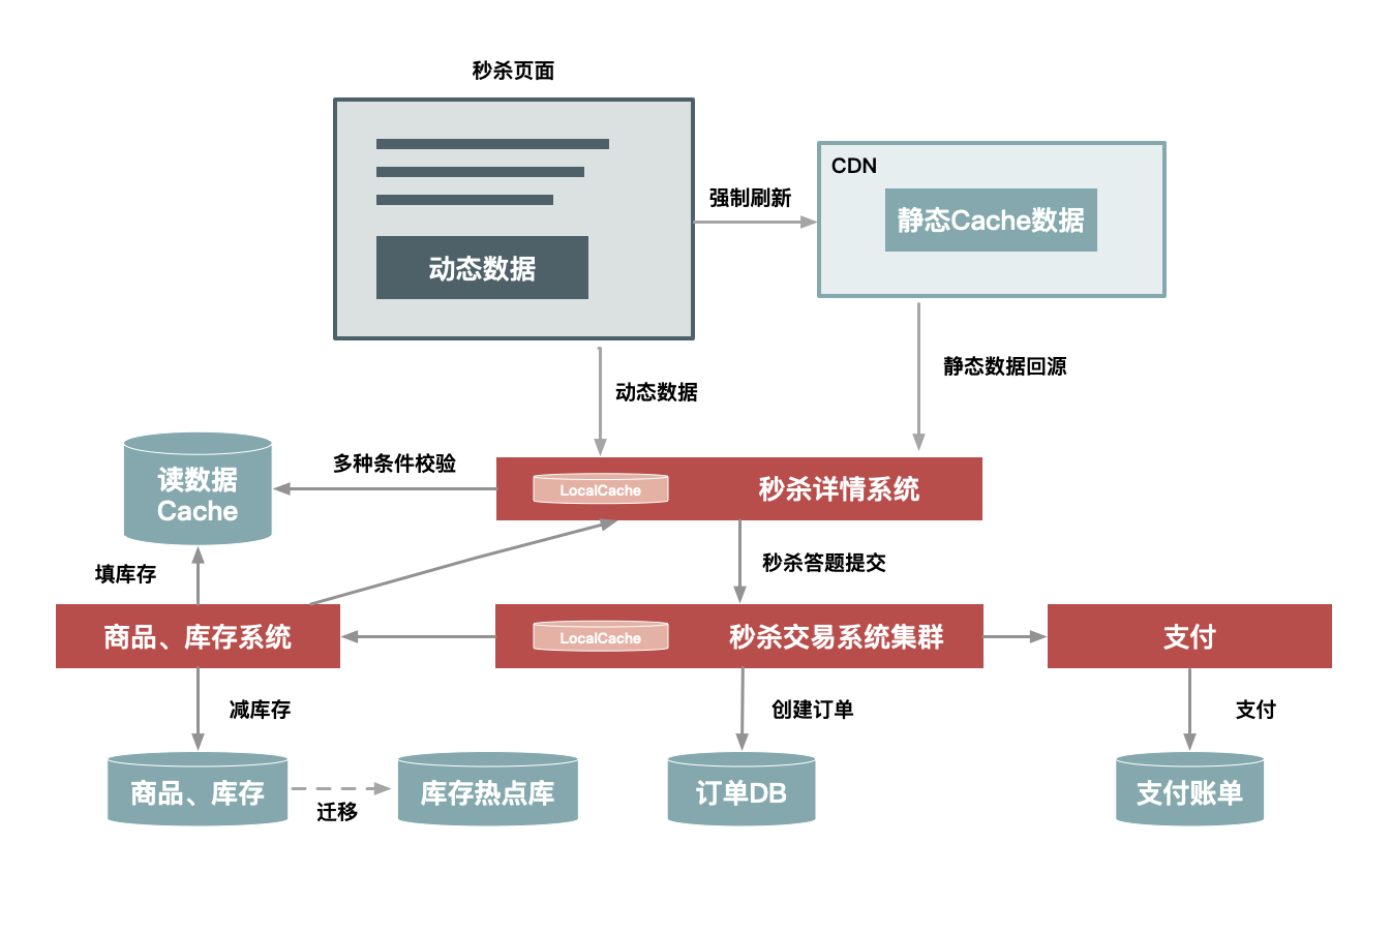 秒杀页面
CDN
强制刷新
静态Cache数据
动态数据
静态数据回源
动态数据
多种条件校验
读数据
Cache
LocalCache
秒杀详情系统
秒杀答题提交
填库存
商品、库存系统
LocalCache
秒杀交易系统集群
支付
减库存
创建订单
支付
商品、库存
迁移
库存热点库
订单DB
支付账单